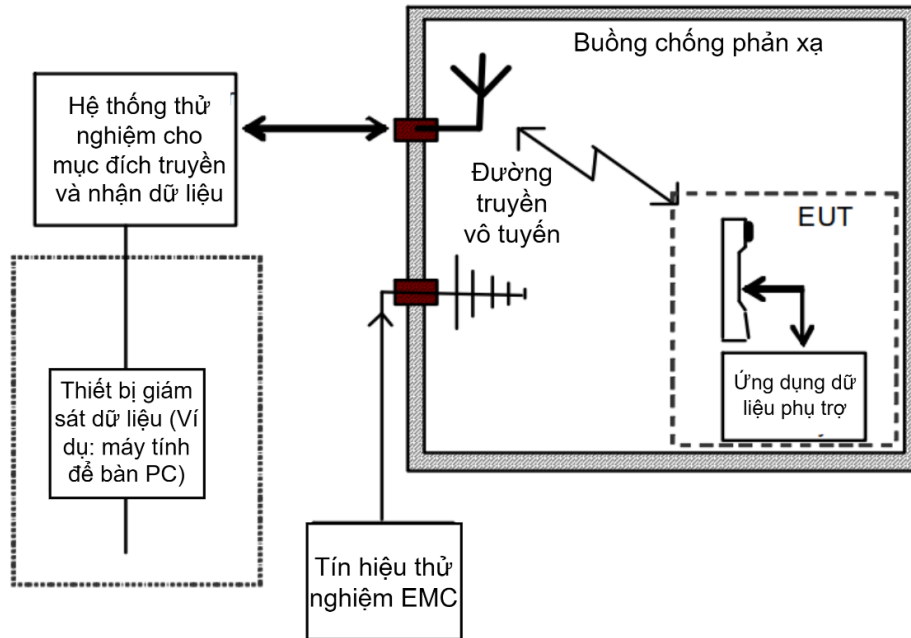 Buồng chống phản xạ
Hệ thống thử
nghiệm cho
mục đích truyền
và nhận dữ liệu
Đường
truyền
vô tuyến
EUT
Thiết bị giám
sát dữ liệu (Ví
dụ: máy tính
để bàn PC)
Ứng dụng dữ
liệu phụ trợ
Tín hiệu thử
nghiệm EMC